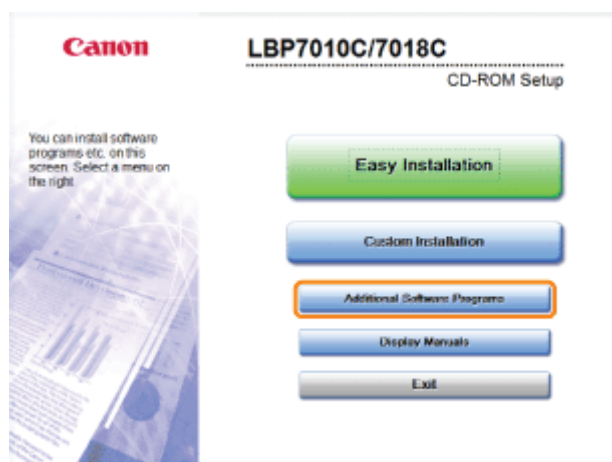 Canon
LBP7010C/7018C
CD-ROM Setup
You can install software
programs etc. on this
screen. Select a menu on
the right.
Easy Installation
Custom Installation
Additional Software Programs
Display Manuals
Exit